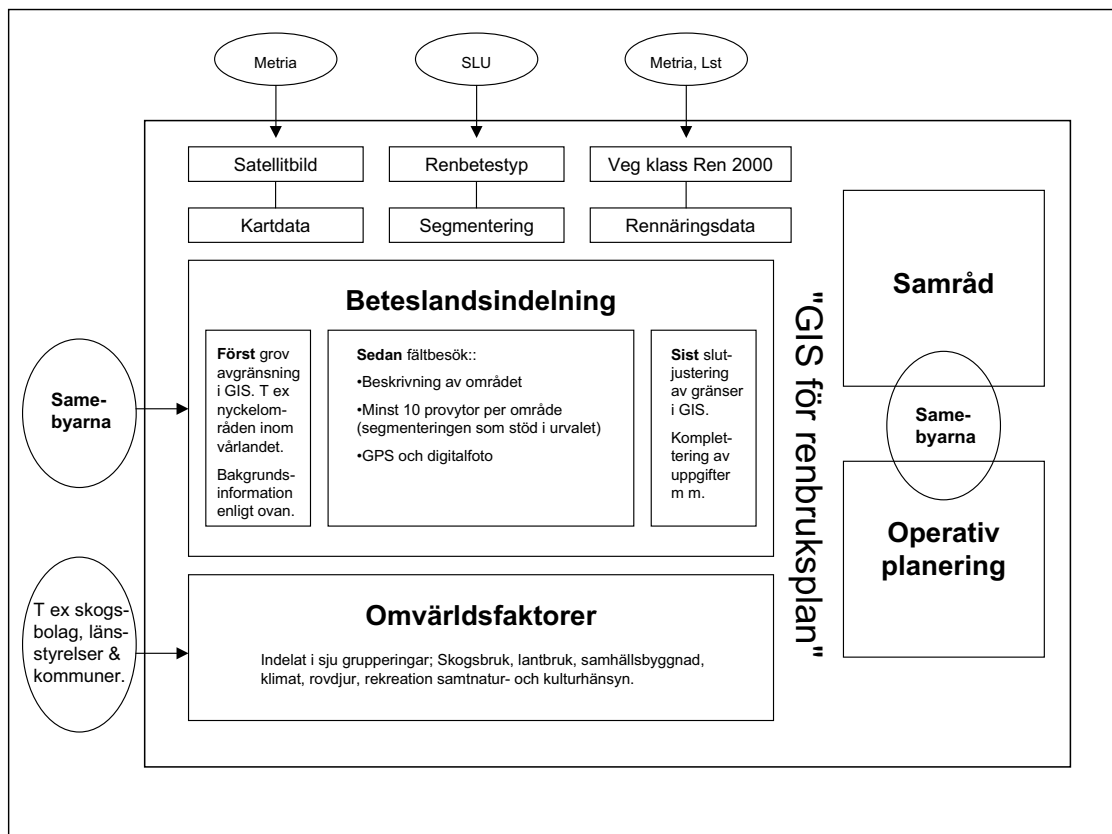 Metria
SLU
Metria, Lst
Satellitbild
Renbetestyp
Veg klass Ren 2000
Kartdata
Segmentering
Rennäringsdata
Beteslandsindelning
Först grov
avgränsning
i GIS. T ex
nyckelom-
råden inom
vårlandet.
Bakgrunds-
information
enligt ovan.
Sedan fältbesök::
•Beskrivning av området
•Minst 10 provytor per område
(segmenteringen som stöd i urvalet)
•GPS och digitalfoto
Sist slut-
justering
av gränser
i GIS.
Komplet-
tering av
uppgifter
m m.
Same-
byarna
T ex skogs-
bolag, läns-
styrelser &
kommuner.
Omvärldsfaktorer
Indelat i sju grupperingar; Skogsbruk, lantbruk, samhällsbyggnad,
klimat, rovdjur, rekreation samtnatur- och kulturhänsyn.
"GIS för renbruksplan"
Samråd
Same-
byarna
Operativ
planering